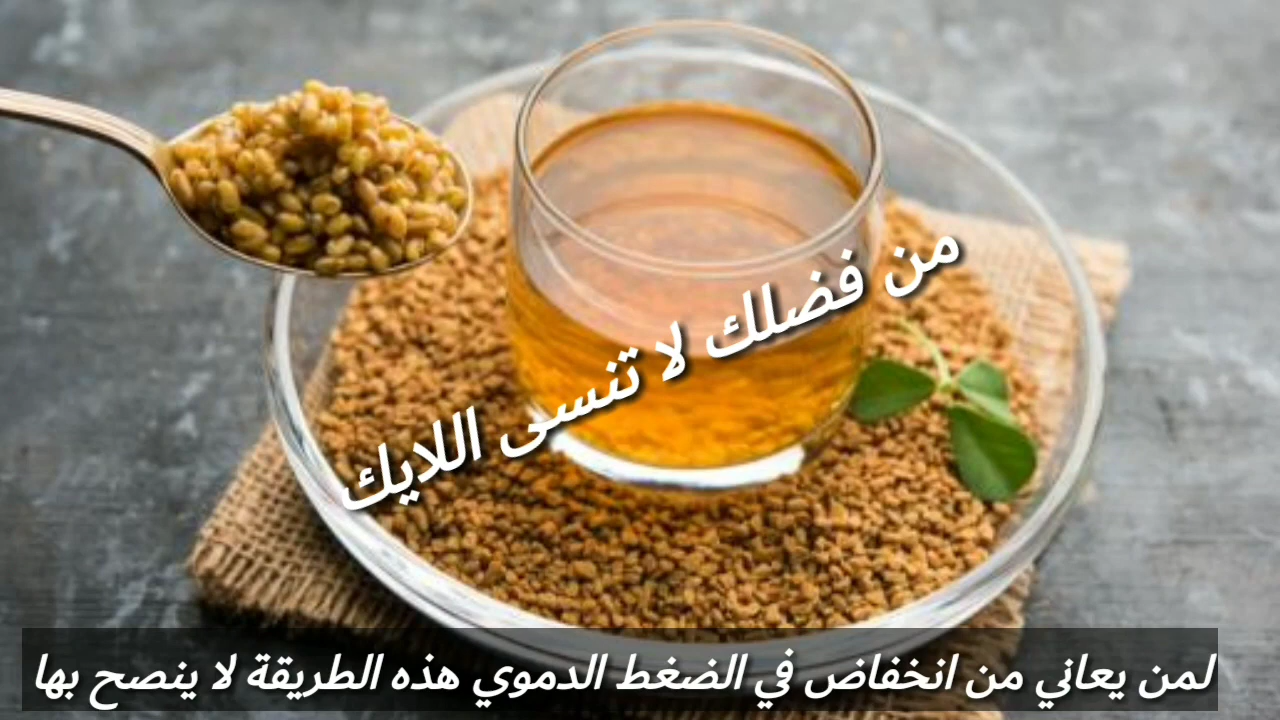 من فضلك لا تنسى اللايك
لمن يعاني من انخفاض في الضغط الدموي هذه الطريقة لا ينصح بها